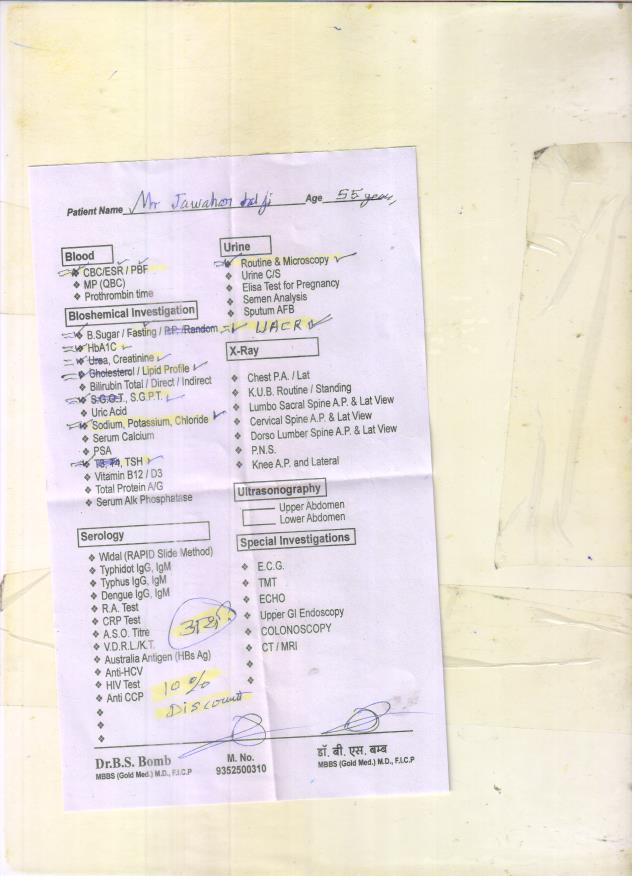 Patient Name Mr Jawahar lal ji Age 55 years
Blood
CBC/ESR / PBF
MP (QBC)
Prothrombin time
Bioshemical Investigation
B.Sugar / Fasting / P.P. /Random
HbA1C
Urea, Creatinine
Cholesterol / Lipid Profile
Bilirubin Total / Direct / Indirect
S.G.O.T., S.G.P.T.
Uric Acid
Sodium, Potassium, Chloride
Serum Calcium
PSA
T3, T4, TSH
Vitamin B12 / D3
Total Protein A/G
Serum Alk Phosphatase
Serology
Widal (RAPID Slide Method)
Typhidot IgG, IgM
Typhus IgG, IgM
Dengue IgG, IgM
R.A. Test
CRP Test
A.S.O. Titre
V.D.R.L/K.T.
Australia Antigen (HBs Ag)
Anti-HCV
HIV Test
Anti CCP
10 %
Discount
Urine
Routine & Microscopy
Urine C/S
Elisa Test for Pregnancy
Semen Analysis
Sputum AFB
UACR
X-Ray
Chest P.A. / Lat
K.U.B. Routine / Standing
Lumbo Sacral Spine A.P. & Lat View
Cervical Spine A.P. & Lat View
Dorso Lumber Spine A.P. & Lat View
P.N.S.
Knee A.P. and Lateral
Ultrasonography
Upper Abdomen
Lower Abdomen
Special Investigations
E.C.G.
TMT
ECHO
Upper GI Endoscopy
COLONOSCOPY
CT / MRI
Dr.B.S. Bomb
MBBS (Gold Med.) M.D., F.I.C.P
M. No.
9352500310
डॉ. बी. एस. बम्ब
MBBS (Gold Med.) M.D., F.I.C.P